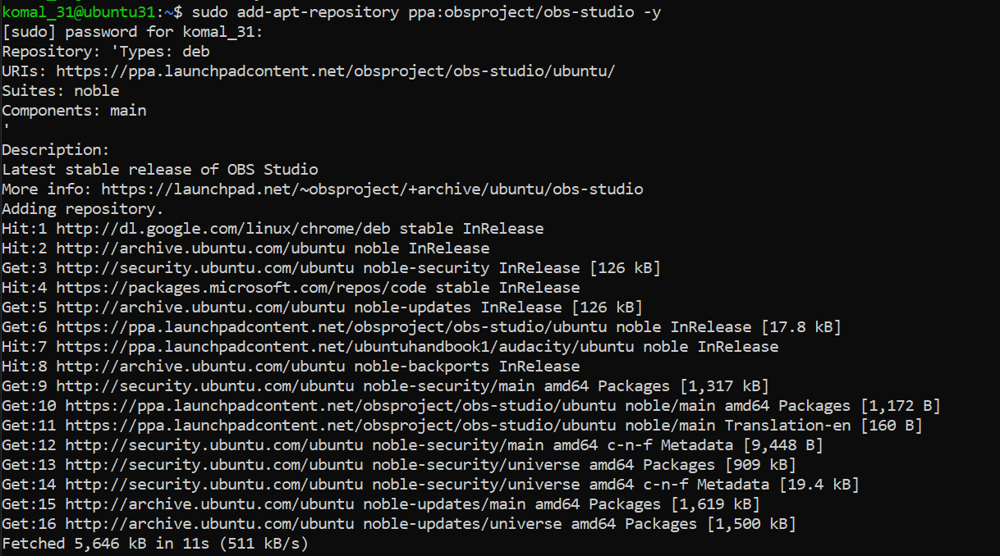 komal_31@ubuntu31:~$ sudo add-apt-repository ppa:obsproject/obs-studio -y
[sudo] password for komal_31:
Repository: 'Types: deb
URIs: https://ppa.launchpadcontent.net/obsproject/obs-studio/ubuntu/
Suites: noble
Components: main
'
Description:
Latest stable release of OBS Studio
More info: https://launchpad.net/~obsproject/+archive/ubuntu/obs-studio
Adding repository.
Hit:1 http://dl.google.com/linux/chrome/deb stable InRelease
Hit:2 http://archive.ubuntu.com/ubuntu noble InRelease
Get:3 http://security.ubuntu.com/ubuntu noble-security InRelease [126 kB]
Hit:4 https://packages.microsoft.com/repos/code stable InRelease
Get:5 http://archive.ubuntu.com/ubuntu noble-updates InRelease [126 kB]
Get:6 https://ppa.launchpadcontent.net/obsproject/obs-studio/ubuntu noble InRelease [17.8 kB]
Hit:7 https://ppa.launchpadcontent.net/ubuntuhandbook1/audacity/ubuntu noble InRelease
Hit:8 http://archive.ubuntu.com/ubuntu noble-backports InRelease
Get:9 http://security.ubuntu.com/ubuntu noble-security/main amd64 Packages [1,317 kB]
Get:10 https://ppa.launchpadcontent.net/obsproject/obs-studio/ubuntu noble/main amd64 Packages [1,172 B]
Get:11 https://ppa.launchpadcontent.net/obsproject/obs-studio/ubuntu noble/main Translation-en [160 B]
Get:12 http://security.ubuntu.com/ubuntu noble-security/main amd64 c-n-f Metadata [9,448 B]
Get:13 http://security.ubuntu.com/ubuntu noble-security/universe amd64 Packages [909 kB]
Get:14 http://security.ubuntu.com/ubuntu noble-security/universe amd64 c-n-f Metadata [19.4 kB]
Get:15 http://archive.ubuntu.com/ubuntu noble-updates/main amd64 Packages [1,619 kB]
Get:16 http://archive.ubuntu.com/ubuntu noble-updates/universe amd64 Packages [1,500 kB]
Fetched 5,646 kB in 11s (511 kB/s)